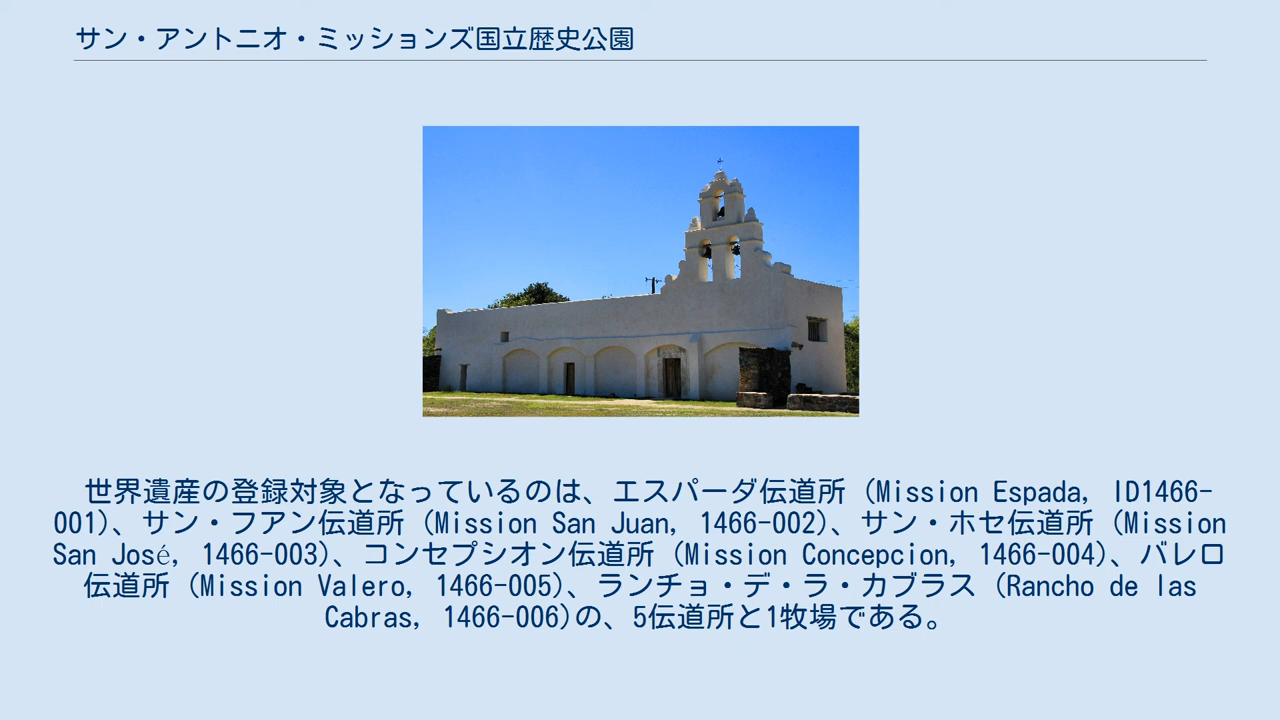 サン・アントニオ・ミッションズ国立歴史公園
世界遺産の登録対象となっているのは、エスパーダ伝道所 (Mission Espada, ID1466-
001)、サン・フアン伝道所 (Mission San Juan, 1466-002)、サン・ホセ伝道所 (Mission
San José, 1466-003)、コンセプシオン伝道所 (Mission Concepcion, 1466-004)、バレロ
伝道所 (Mission Valero, 1466-005)、ランチョ・デ・ラ・カブラス (Rancho de las
Cabras, 1466-006)の、5伝道所と1牧場である。